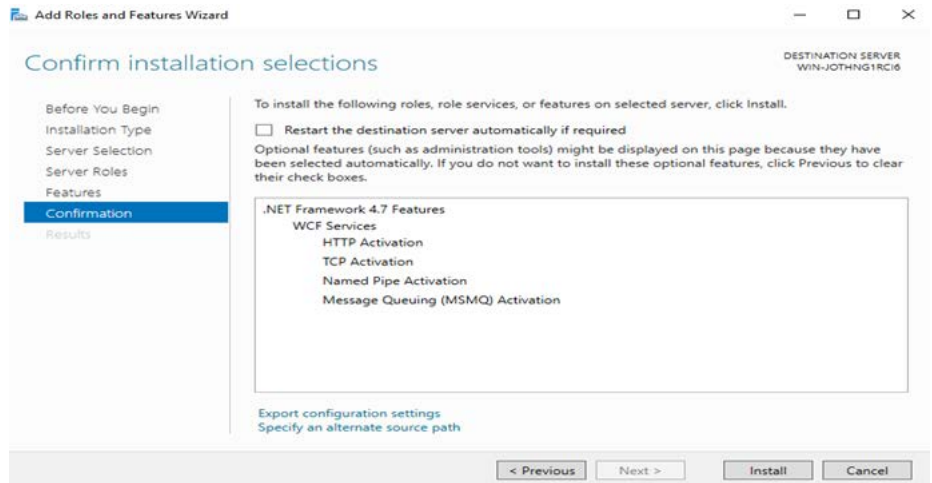 Add Roles and Features Wizard
Confirm installation selections
DESTINATION SERVER
WIN-JOTHNG1RCI6
Before You Begin
Installation Type
Server Selection
Server Roles
Features
Confirmation
Results
To install the following roles, role services, or features on selected server, click Install.
Restart the destination server automatically if required
Optional features (such as administration tools) might be displayed on this page because they have
been selected automatically. If you do not want to install these optional features, click Previous to clear
their check boxes.
.NET Framework 4.7 Features
WCF Services
HTTP Activation
TCP Activation
Named Pipe Activation
Message Queuing (MSMQ) Activation
Export configuration settings
Specify an alternate source path
< Previous
Next >
Install
Cancel